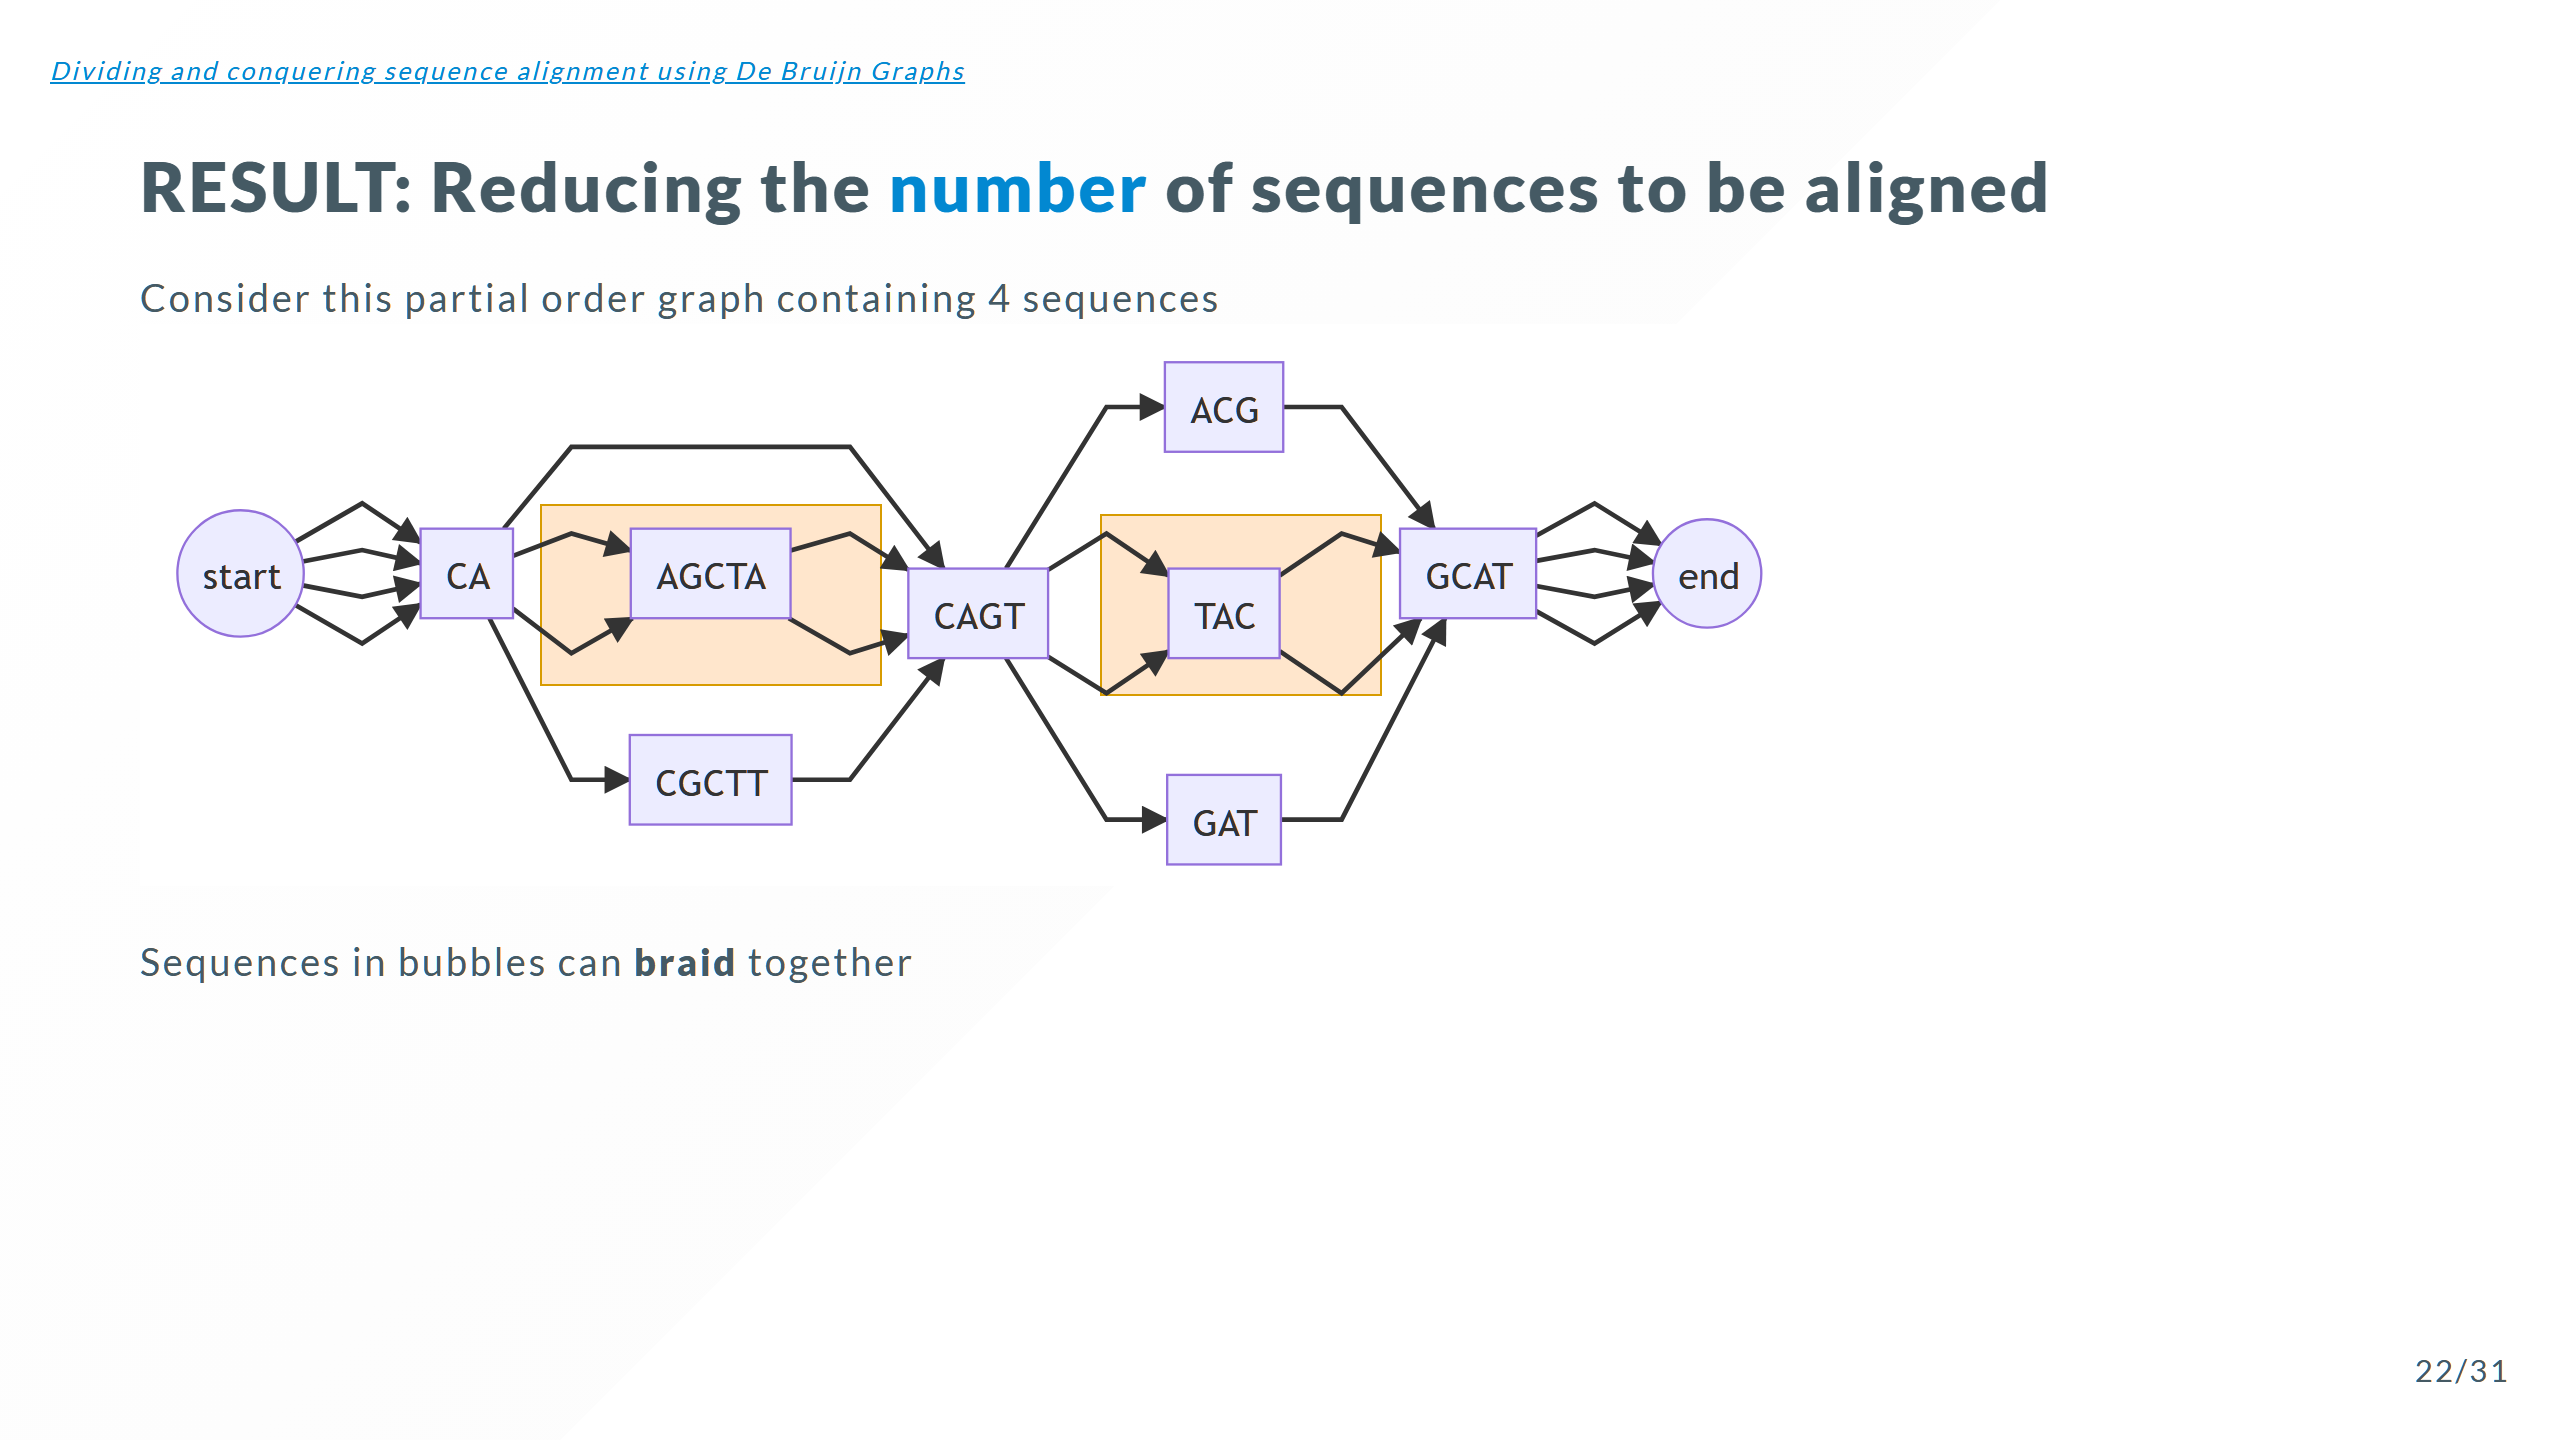 Dividing and conquering sequence alignment using De Bruijn Graphs
RESULT: Reducing the number of sequences to be aligned
Consider this partial order graph containing 4 sequences
ACG
start
CA
AGCTA
CAGT
TAC
GCAT
end
CGCTT
GAT
Sequences in bubbles can braid together
22/31